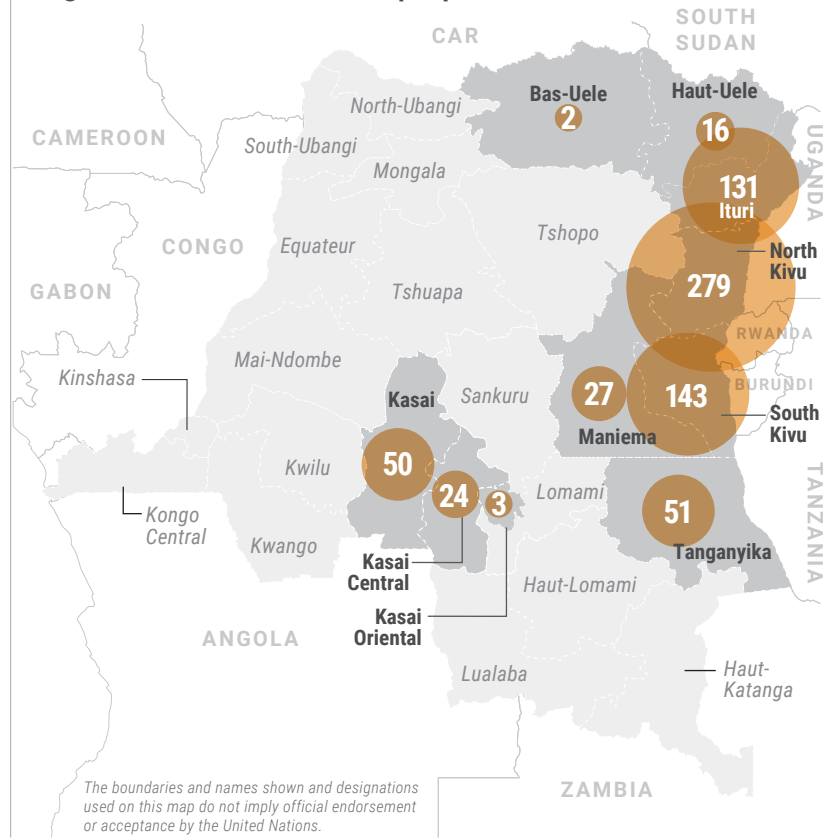 CAR
SOUTH
SUDAN
Bas-Uele
2
Haut-Uele
16
North-Ubangi
CAMEROON
South-Ubangi
Mongala
UGANDA
131
Ituri
CONGO
Equateur
Tshopo
North
Kivu
279
GABON
Tshuapa
RWANDA
Mai-Ndombe
Kinshasa
Kasai
Sankuru
27
143
BURUNDI
South
Kivu
Maniema
50
Kwilu
24
3
Lomami
51
TANZANIA
Kongo
Central
Kwango
Kasai
Central
Tanganyika
Haut-Lomami
Kasai
Oriental
ANGOLA
Lualaba
Haut-
Katanga
The boundaries and names shown and designations
used on this map do not imply official endorsement
or acceptance by the United Nations.
ZAMBIA